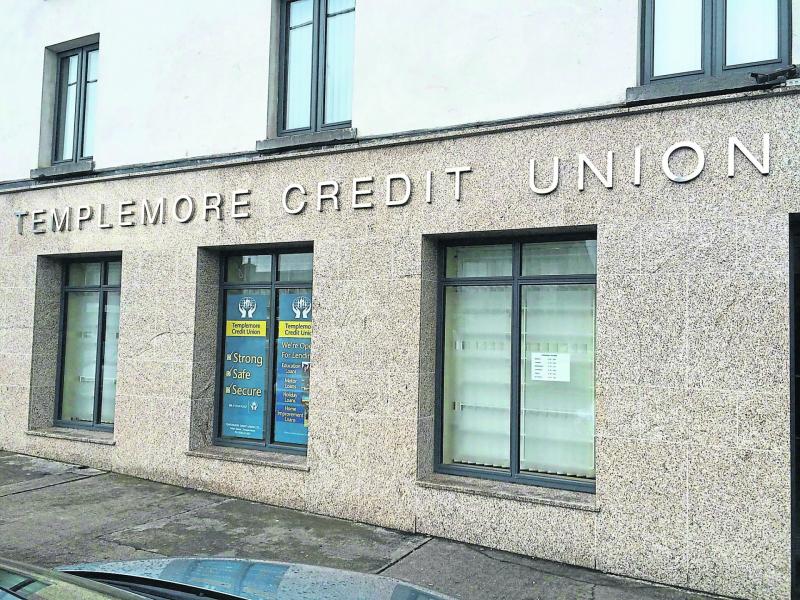 TEMPLEMORE CREDIT UNION
Templemore
Credit Union
Strong
Safe
Secure
Templemore
Credit Union
We're Open
For Lending
Education
Loans
Motor
Loans
Holiday
Loans
Home
Improvement
Loans